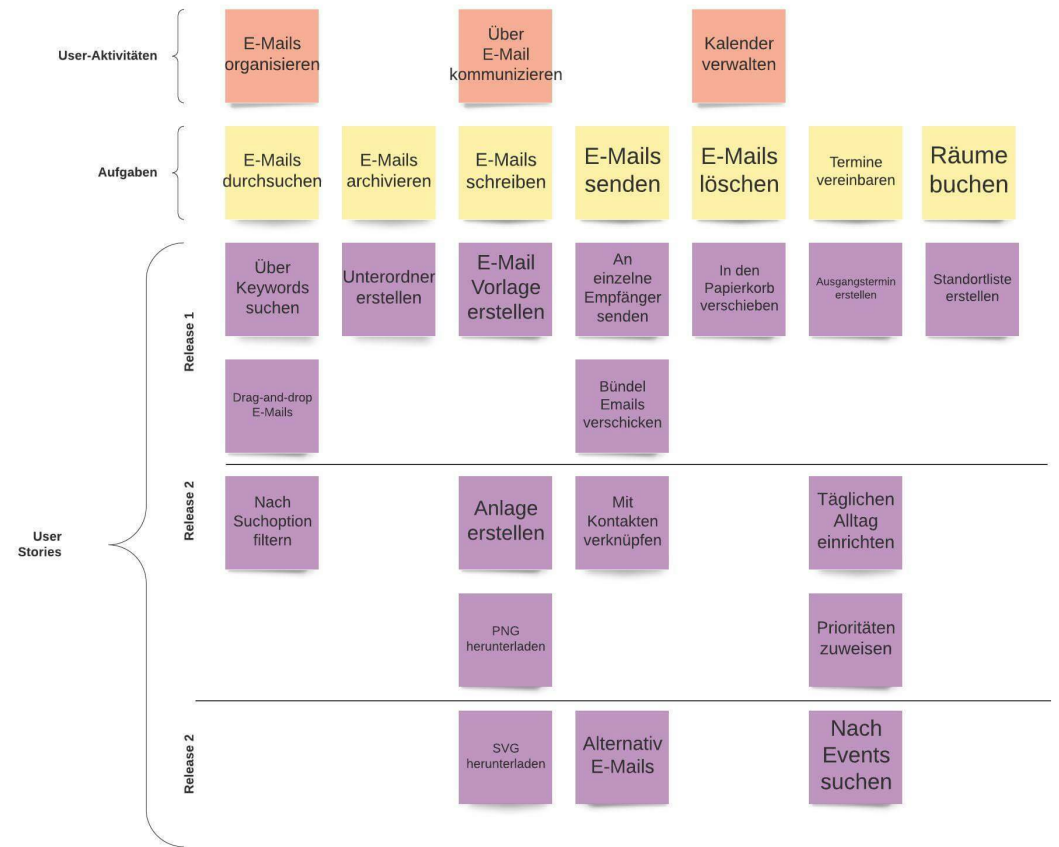 User-Aktivitäten
E-Mails
organisieren
Über
E-Mail
kommunizieren
Kalender
verwalten
Aufgaben
E-Mails
durchsuchen
E-Mails
archivieren
E-Mails
schreiben
E-Mails
senden
E-Mails
löschen
Termine
vereinbaren
Räume
buchen
User
Stories
Release 1
Über
Keywords
suchen
Unterordner
erstellen
E-Mail
Vorlage
erstellen
An
einzelne
Empfänger
senden
In den
Papierkorb
verschieben
Ausgangstermin
erstellen
Standortliste
erstellen
Drag-and-drop
E-Mails
Bündel
Emails
verschicken
Release 2
Nach
Suchoption
filtern
Anlage
erstellen
Mit
Kontakten
verknüpfen
Täglichen
Alltag
einrichten
PNG
herunterladen
Prioritäten
zuweisen
Release 2
SVG
herunterladen
Alternativ
E-Mails
Nach
Events
suchen